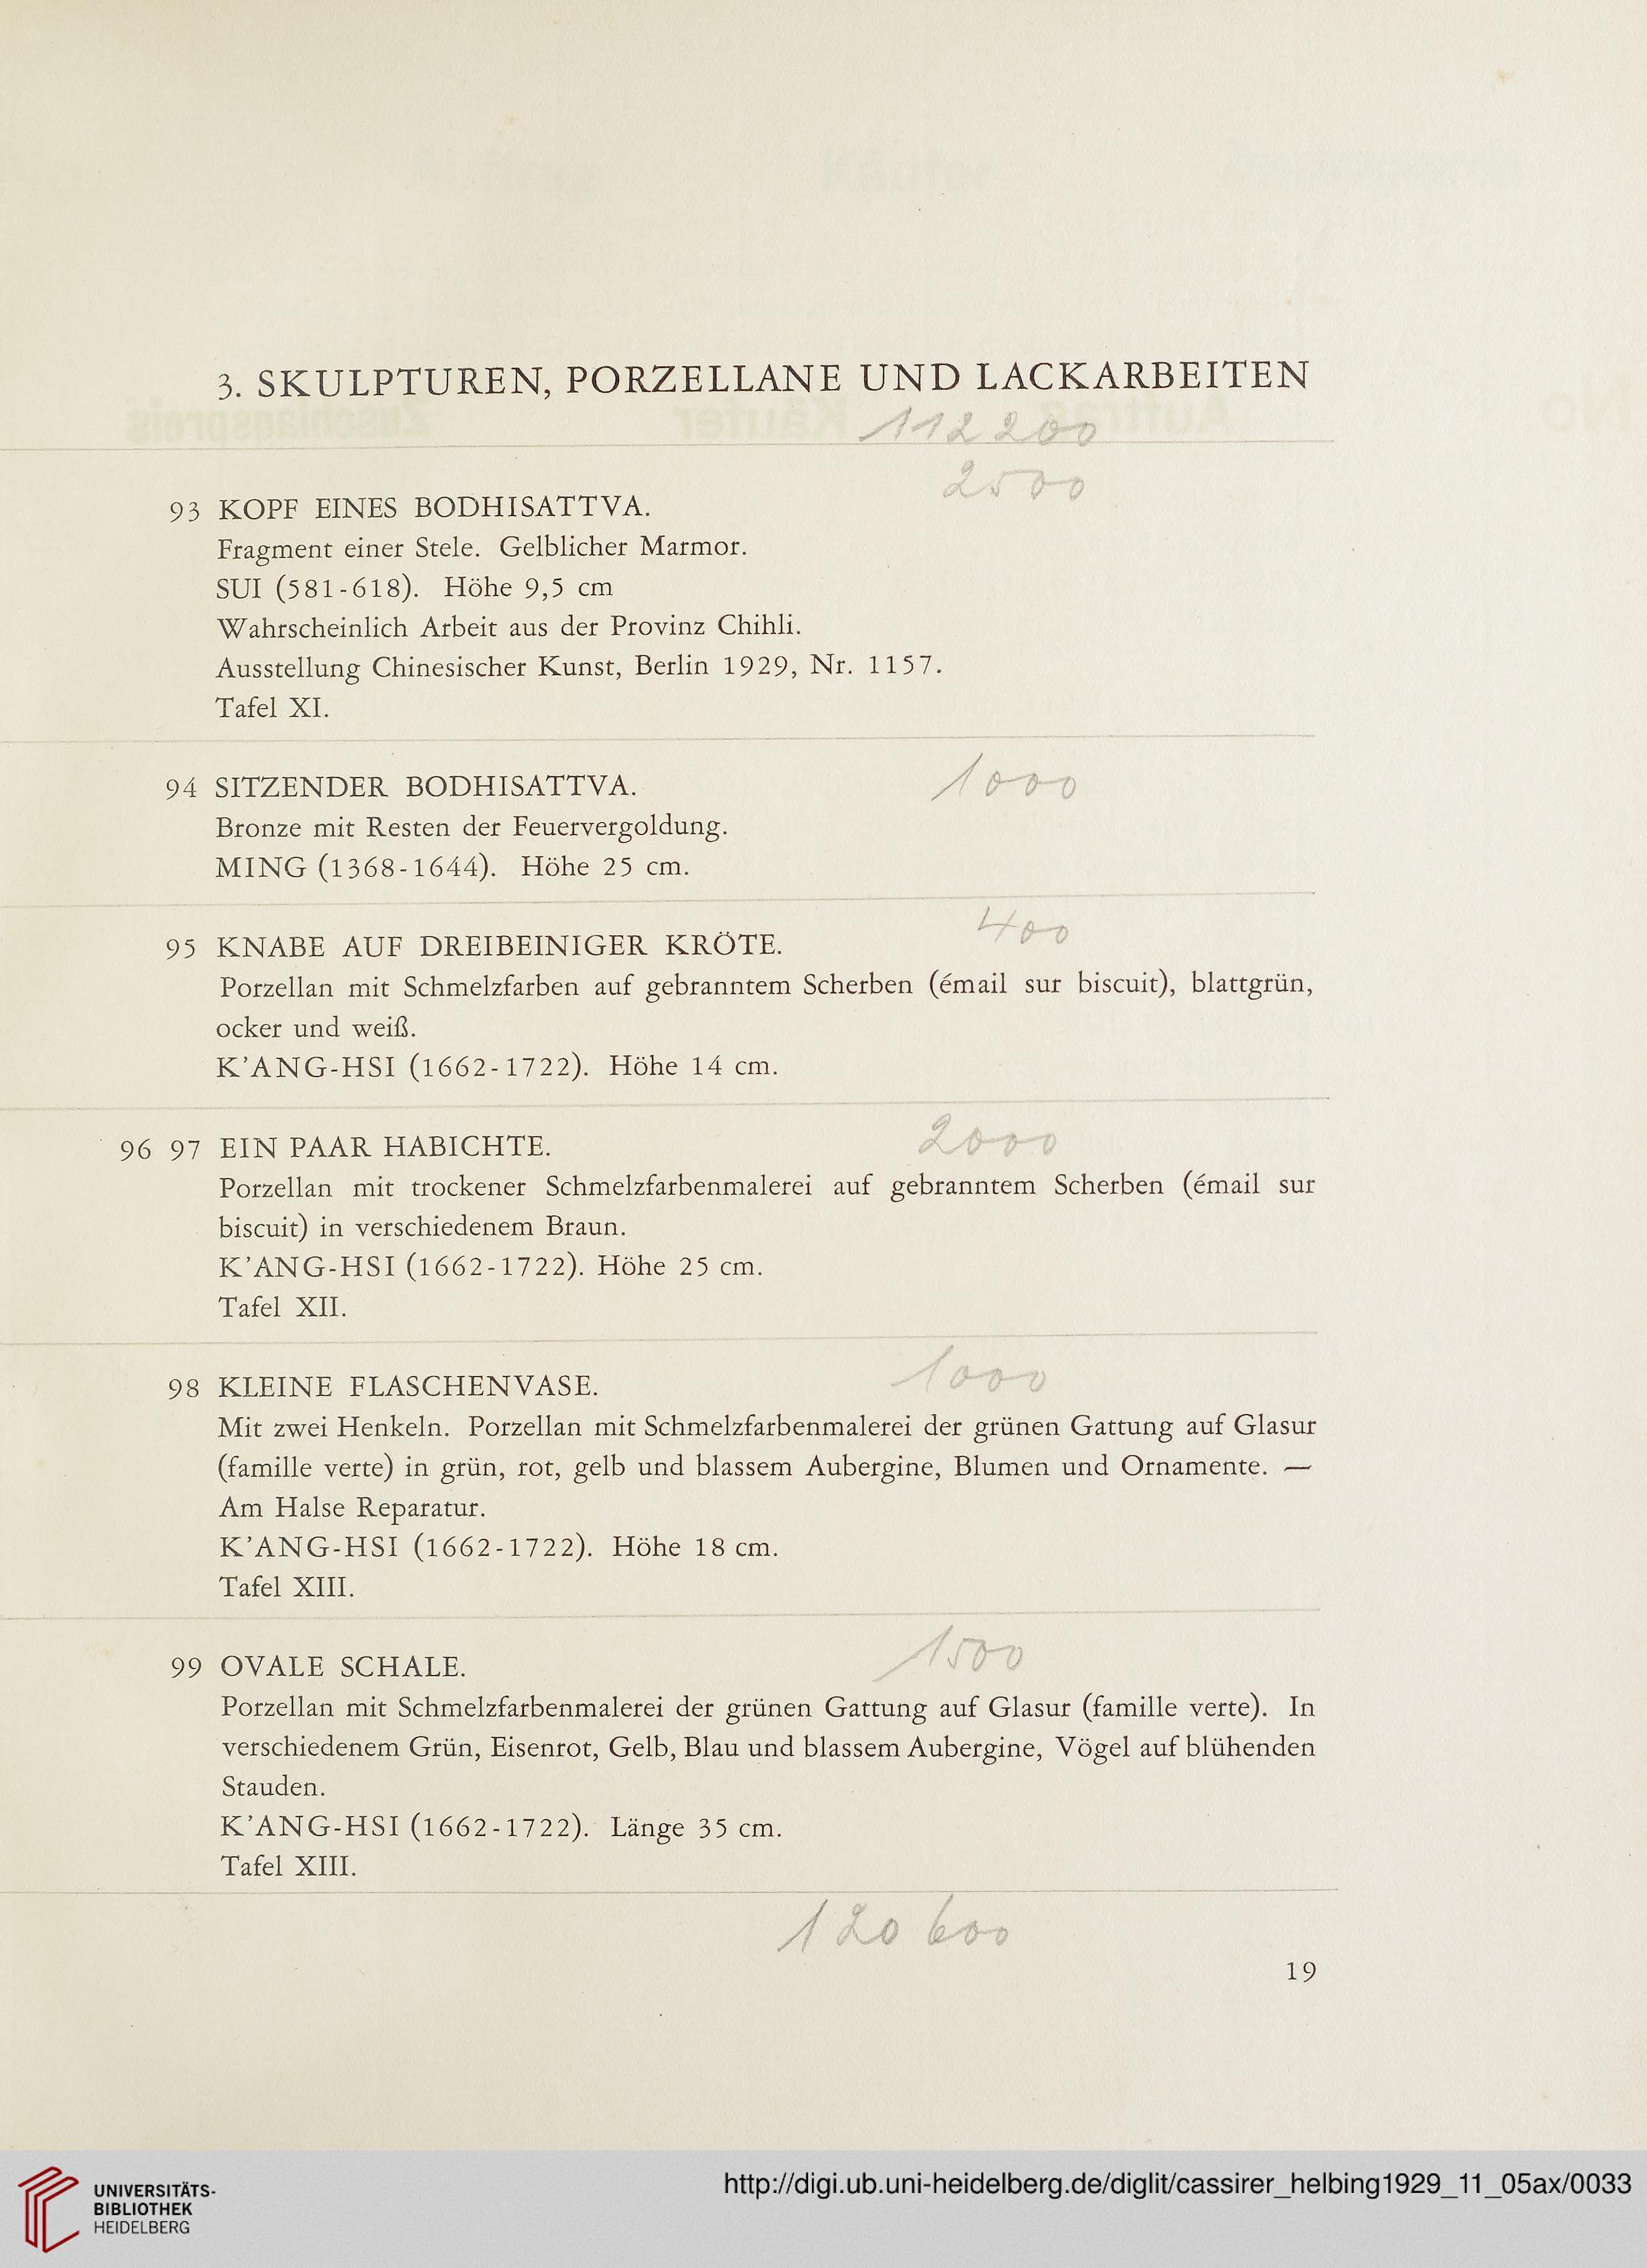 3. SKULPTUREN, PORZELLANE UND LACKARBEITEN
112 200
2500
93 KOPF EINES BODHISATTVA.
Fragment einer Stele. Gelblicher Marmor.
SUI (581-618). Höhe 9,5 cm
Wahrscheinlich Arbeit aus der Provinz Chihli.
Ausstellung Chinesischer Kunst, Berlin 1929, Nr. 1157.
Tafel XI.
1000
94 SITZENDER BODHISATTVA.
Bronze mit Resten der Feuervergoldung.
MING (1368-1644). Höhe 25 cm.
400
95 KNABE AUF DREIBEINIGER KRÖTE.
Porzellan mit Schmelzfarben auf gebranntem Scherben (émail sur biscuit), blattgrün,
ocker und weiß.
K'ANG-HSI (1662-1722). Höhe 14 cm.
2000
96 97 EIN PAAR HABICHTE.
Porzellan mit trockener Schmelzfarbenmalerei auf gebranntem Scherben (émail sur
biscuit) in verschiedenem Braun.
K'ANG-HSI (1662-1722). Höhe 25 cm.
Tafel XII.
1000
98 KLEINE FLASCHENVASE.
Mit zwei Henkeln. Porzellan mit Schmelzfarbenmalerei der grünen Gattung auf Glasur
(famille verte) in grün, rot, gelb und blassem Aubergine, Blumen und Ornamente. —
Am Halse Reparatur.
K'ANG-HSI (1662-1722). Höhe 18 cm.
Tafel XIII.
1500
99 OVALE SCHALE.
Porzellan mit Schmelzfarbenmalerei der grünen Gattung auf Glasur (famille verte). In
verschiedenem Grün, Eisenrot, Gelb, Blau und blassem Aubergine, Vögel auf blühenden
Stauden.
K'ANG-HSI (1662-1722). Länge 35 cm.
Tafel XIII.
120 600
19
UNIVERSITÄTS-
BIBLIOTHEK
HEIDELBERG
http://digi.ub.uni-heidelberg.de/diglit/cassirer_helbing1929_11_05ax/0033